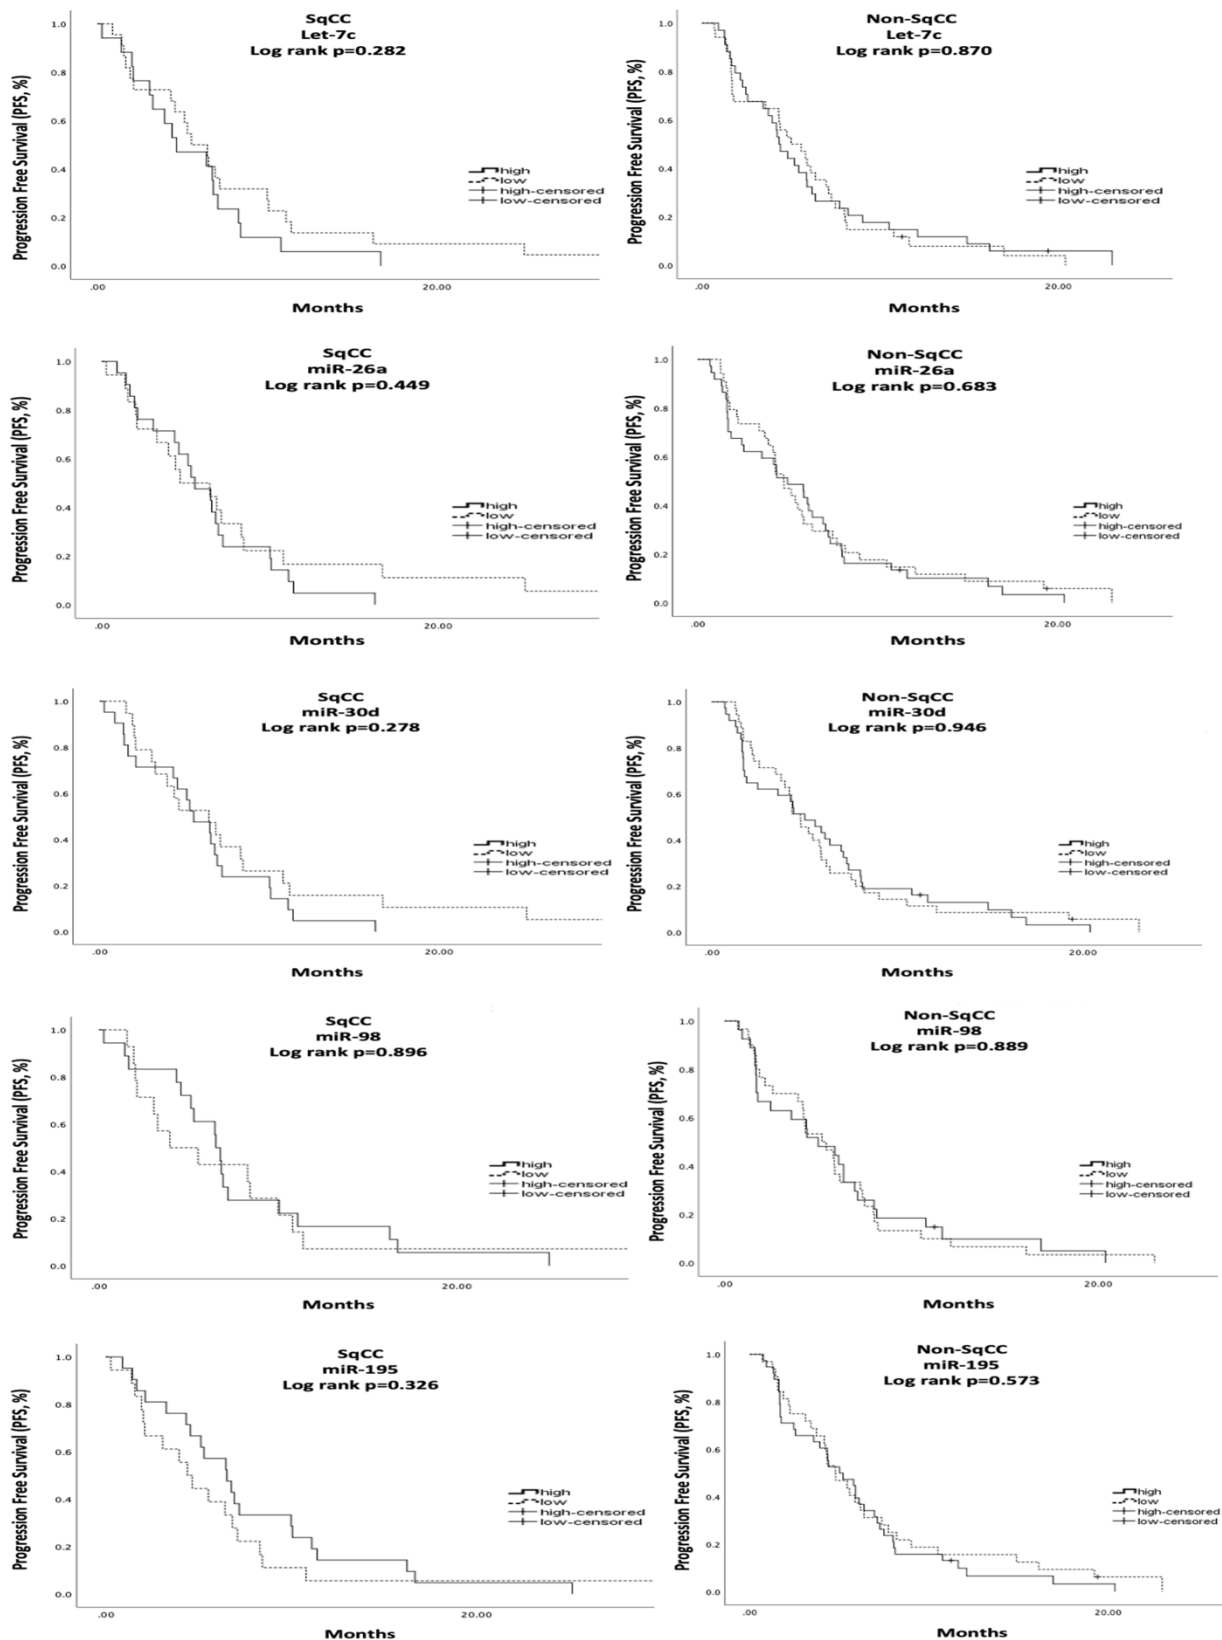 SqCC
Let-7c
Log rank p=0.282
Progression Free Survival (PFS, %)
1.0
0.8
0.6
0.4
0.2
0.0
high
low
high-censored
low-censored
.00
20.00
Months
Non-SqCC
Let-7c
Log rank p=0.870
Progression Free Survival (PFS, %)
1.0
0.8
0.6
0.4
0.2
0.0
high
low
high-censored
low-censored
.00
20.00
Months
SqCC
miR-26a
Log rank p=0.449
Progression Free Survival (PFS, %)
1.0
0.8
0.6
0.4
0.2
0.0
high
low
high-censored
low-censored
.00
20.00
Months
Non-SqCC
miR-26a
Log rank p=0.683
Progression Free Survival (PFS, %)
1.0
0.8
0.6
0.4
0.2
0.0
high
low
high-censored
low-censored
.00
20.00
Months
SqCC
miR-30d
Log rank p=0.278
Progression Free Survival (PFS, %)
1.0
0.8
0.6
0.4
0.2
0.0
high
low
high-censored
low-censored
.00
20.00
Months
Non-SqCC
miR-30d
Log rank p=0.946
Progression Free Survival (PFS, %)
1.0
0.8
0.6
0.4
0.2
0.0
high
low
high-censored
low-censored
.00
20.00
Months
SqCC
miR-98
Log rank p=0.896
Progression Free Survival (PFS, %)
1.0
0.8
0.6
0.4
0.2
0.0
high
low
high-censored
low-censored
.00
20.00
Months
Non-SqCC
miR-98
Log rank p=0.889
Progression Free Survival (PFS, %)
1.0
0.8
0.6
0.4
0.2
0.0
high
low
high-censored
low-censored
.00
20.00
Months
SqCC
miR-195
Log rank p=0.326
Progression Free Survival (PFS, %)
1.0
0.8
0.6
0.4
0.2
0.0
high
low
high-censored
low-censored
.00
20.00
Months
Non-SqCC
miR-195
Log rank p=0.573
Progression Free Survival (PFS, %)
1.0
0.8
0.6
0.4
0.2
0.0
high
low
high-censored
low-censored
.00
20.00
Months